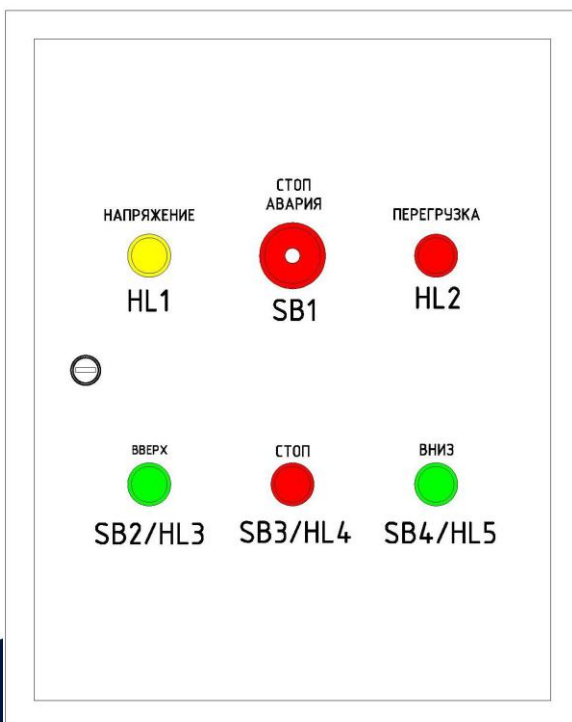 СТОП
АВАРИЯ
НАПРЯЖЕНИЕ
ПЕРЕГРУЗКА
HL1
SB1
HL2
ВВЕРХ
СТОП
ВНИЗ
SB2/HL3
SB3/HL4
SB4/HL5